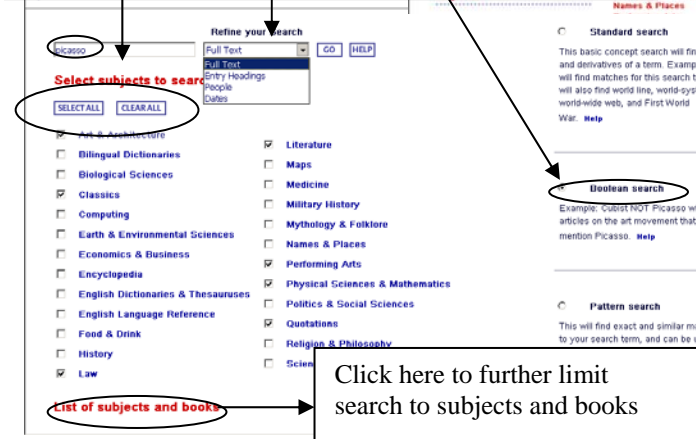 Names & Places
Refine your Search
picasso
Full Text
GO
HELP
Full Text
Entry Headings
People
Dates
Select subjects to searc
SELECT ALL
CLEAR ALL
Art & Architecture
Bilingual Dictionaries
Biological Sciences
Classics
Computing
Earth & Environmental Sciences
Economics & Business
Encyclopedia
English Dictionaries & Thesauruses
English Language Reference
Food & Drink
History
Law
Literature
Maps
Medicine
Military History
Mythology & Folklore
Names & Places
Performing Arts
Physical Sciences & Mathematics
Politics & Social Sciences
Quotations
Religion & Philosophy
Scien
List of subjects and books
Click here to further limit
search to subjects and books
Standard search
This basic concept search will fin
and derivatives of a term. Examp
will find matches for this search t
will also find world line, world-sys
world-wide web, and First World
War. Help
Boolean search
Example: Cubist NOT Picasso w
articles on the art movement that
mention Picasso. Help
Pattern search
This will find exact and similar ma
to your search term, and can be u